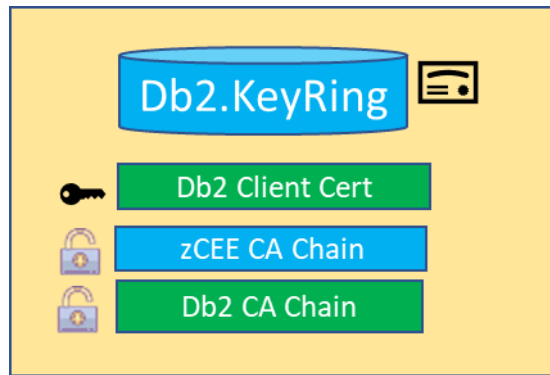 Db2.KeyRing
Db2 Client Cert
zCEE CA Chain
Db2 CA Chain